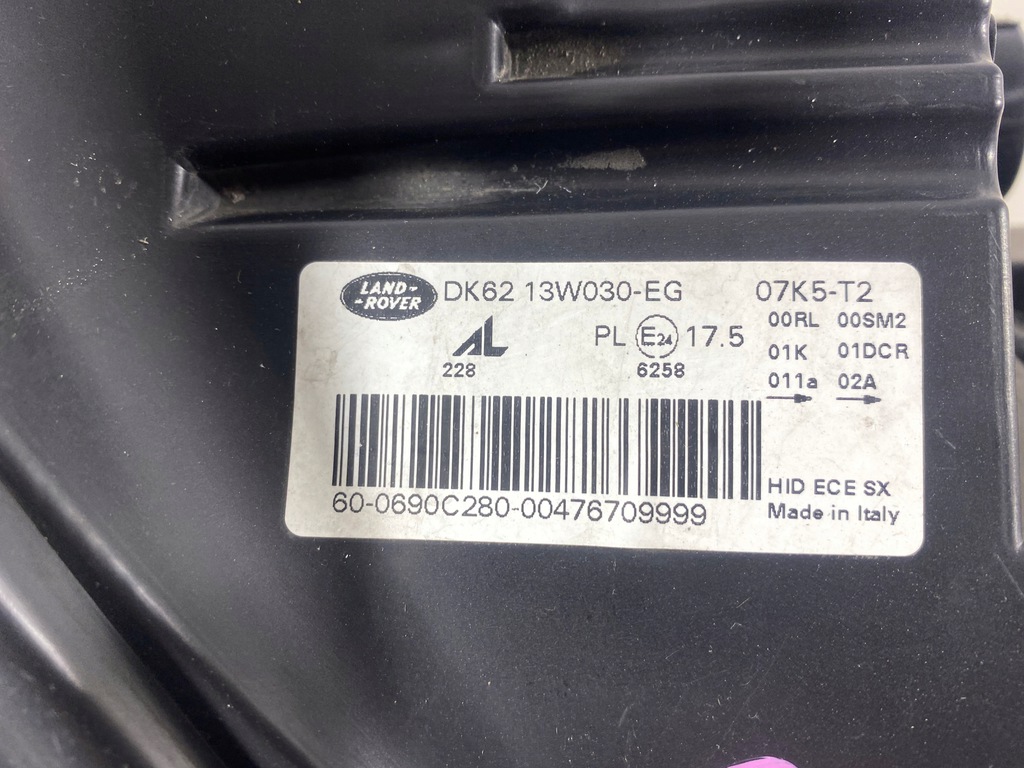 LAND-
-ROVER
DK62 13W030-EG 07K5-T2
00RL 00SM2
AL PL E24 17.5
01K 01DCR
228 6258
011a 02A
60-0690C280-00476709999
HID ECE SX
Made in Italy